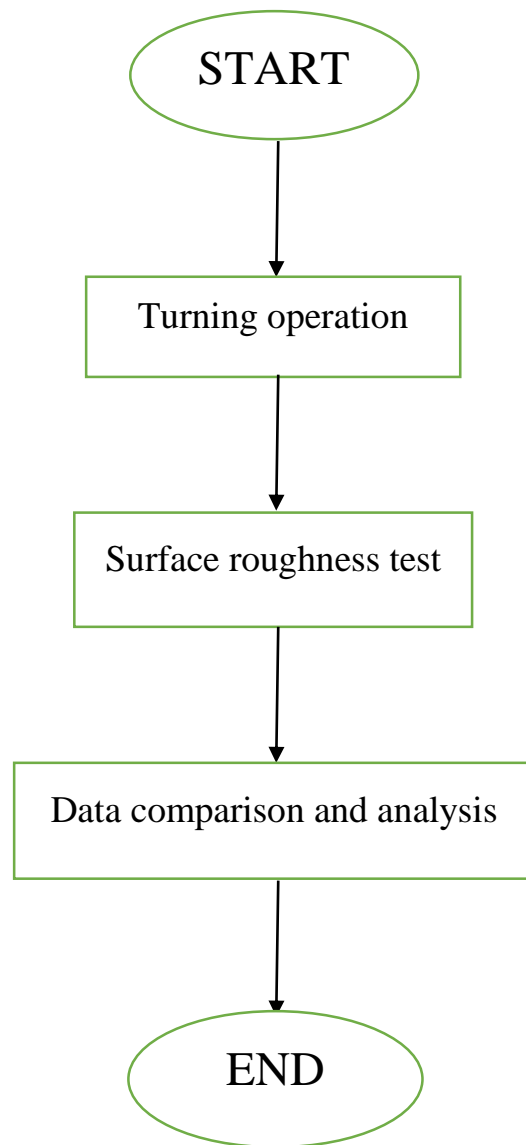 START
Turning operation
Surface roughness test
Data comparison and analysis
END